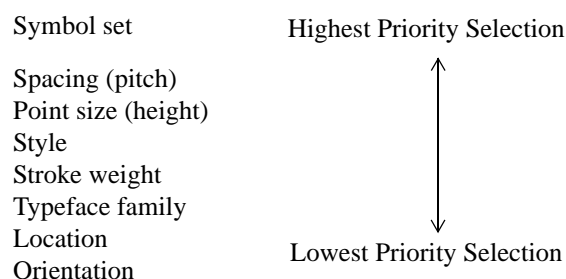 Symbol set
Highest Priority Selection
Spacing (pitch)
Point size (height)
Style
Stroke weight
Typeface family
Location
Lowest Priority Selection
Orientation